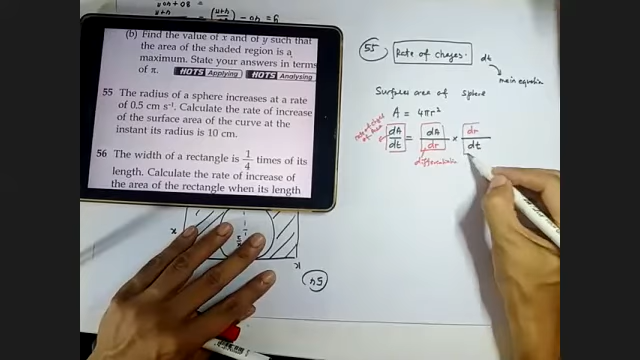 (b) Find the value of x and of y such that
the area of the shaded region is a
maximum. State your answers in terms
of π. HOTS Applying HOTS Analysing
55 The radius of a sphere increases at a rate
of 0.5 cm s⁻¹. Calculate the rate of increase
of the surface area of the curve at the
instant its radius is 10 cm.
56 The width of a rectangle is 1/4 times of its
length. Calculate the rate of increase of
the area of the rectangle when its length
55
Rate of chages.
dt
main equation
Surfaces area of sphere
A = 4πr²
dA/dt = dA/dr × dr/dt
differentiation
x
54